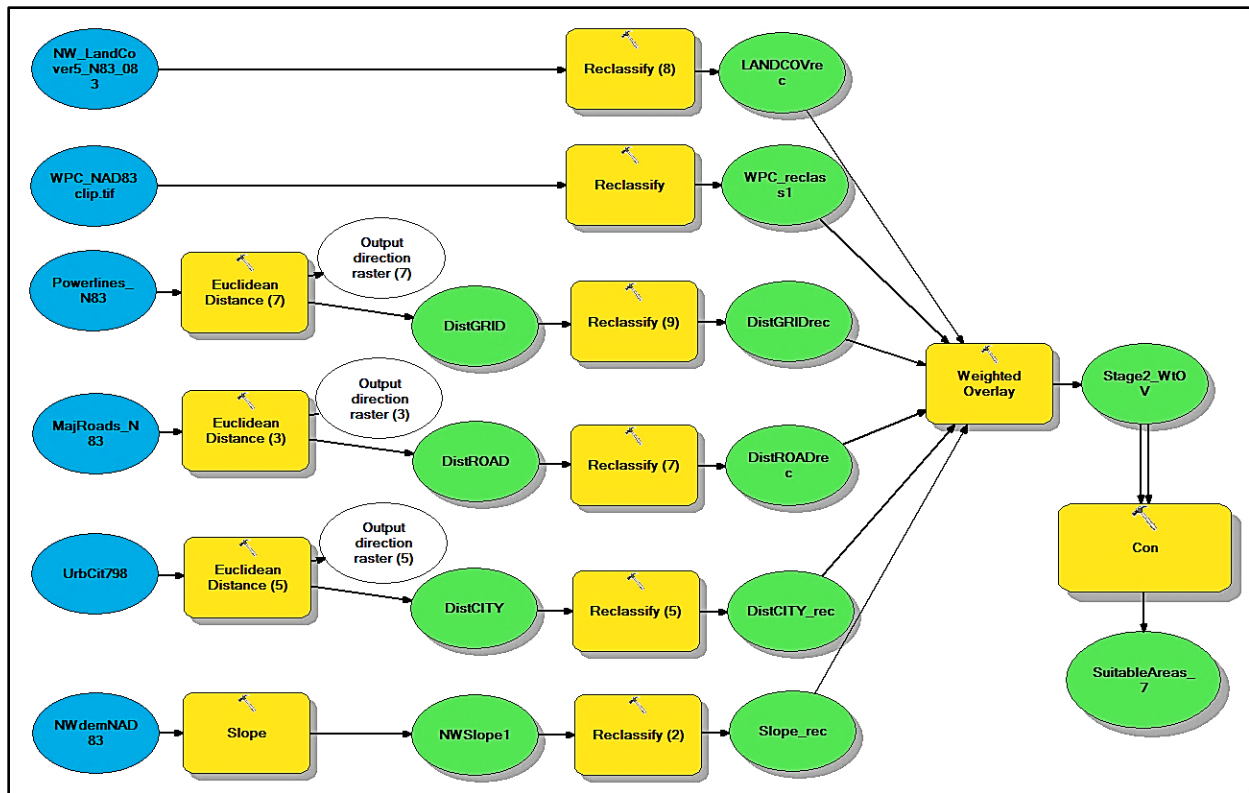 NW_LandCo
ver5_N83_08
3
Reclassify (8)
LANDCOVre
c
WPC_NAD83
clip.tif
Reclassify
WPC_reclas
s1
Powerlines_
N83
Euclidean
Distance (7)
Output
direction
raster (7)
DistGRID
Reclassify (9)
DistGRIDrec
Weighted
Overlay
Stage2_WtO
V
MajRoads_N
83
Euclidean
Distance (3)
Output
direction
raster (3)
DistROAD
Reclassify (7)
DistROADre
c
UrbCit798
Euclidean
Distance (5)
Output
direction
raster (5)
DistCITY
Reclassify (5)
DistCITY_rec
Con
SuitableAreas_
7
NWdemNAD
83
Slope
NWSlope1
Reclassify (2)
Slope_rec